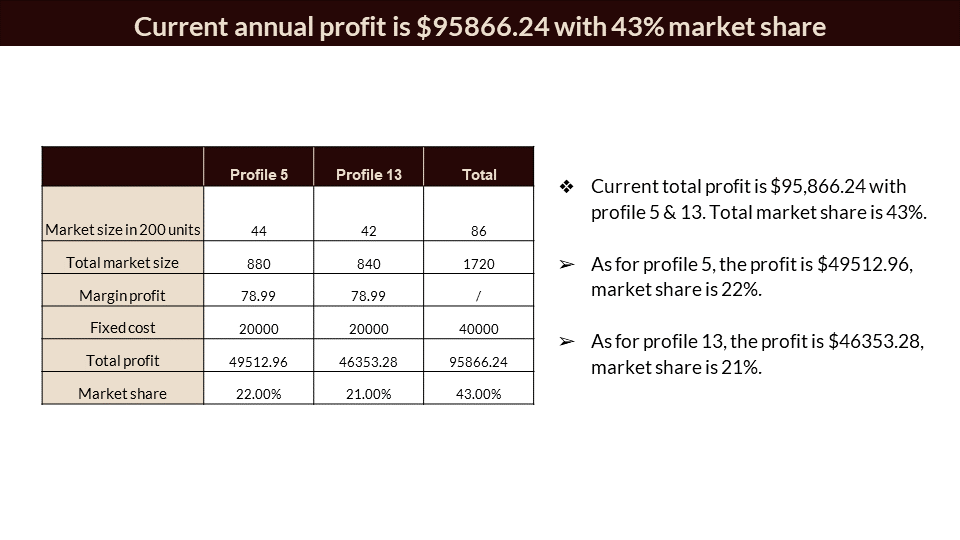 Current annual profit is $95866.24 with 43% market share
Profile 5 Profile 13 Total
Market size in 200 units 44 42 86
Total market size 880 840 1720
Margin profit 78.99 78.99 /
Fixed cost 20000 20000 40000
Total profit 49512.96 46353.28 95866.24
Market share 22.00% 21.00% 43.00%
❖ Current total profit is $95,866.24 with
profile 5 & 13. Total market share is 43%.
➢ As for profile 5, the profit is $49512.96,
market share is 22%.
➢ As for profile 13, the profit is $46353.28,
market share is 21%.